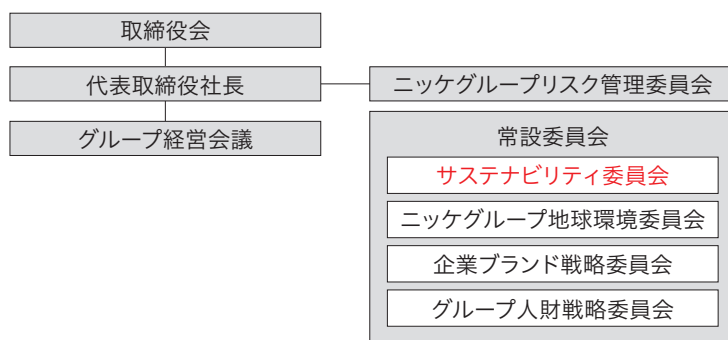 取締役会
代表取締役社長
ニッケグループリスク管理委員会
グループ経営会議
常設委員会
サステナビリティ委員会
ニッケグループ地球環境委員会
企業ブランド戦略委員会
グループ人財戦略委員会